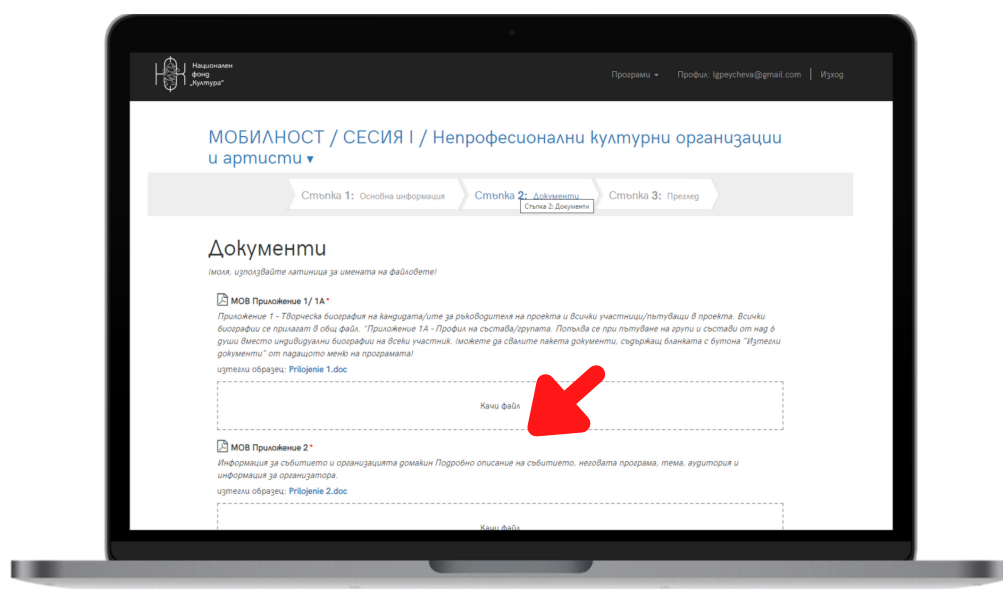 Национален
фонд
„Култура"
Програми
Профил: lgpeycheva@gmail.com | Изход
МОБИЛНОСТ / СЕСИЯ I / Непрофесионални културни организации
и артисти
Стъпка 1: Основна информация
Стъпка 2: Документи
Стъпка 3: Преглед
Стъпка 2: Документи
Документи
(моля, използвайте латиница за имената на файловете)
МОВ Приложение 1/ 1А*
Приложение 1 - Творческа биография на кандидата/ите за ръководителя на проекта и всички участници/пътуващи в проекта. Всички
биографии се прилагат в общ файл. *Приложение 1А - Профил на състава/групата. Попълва се при пътуване на групи и състави от над 6
души вместо индивидуални биографии на всеки участник. (можете да свалите пакета документи, съдържащ бланката с бутона "Изтегли
документи" от падащото меню на програмата)
изтегли образец: Prilojenie 1.doc
Качи файл
МОВ Приложение 2*
Информация за събитието и организацията домакин Подробно описание на събитието, неговата програма, тема, аудитория и
информация за организатора.
изтегли образец: Prilojenie 2.doc
Качи файл